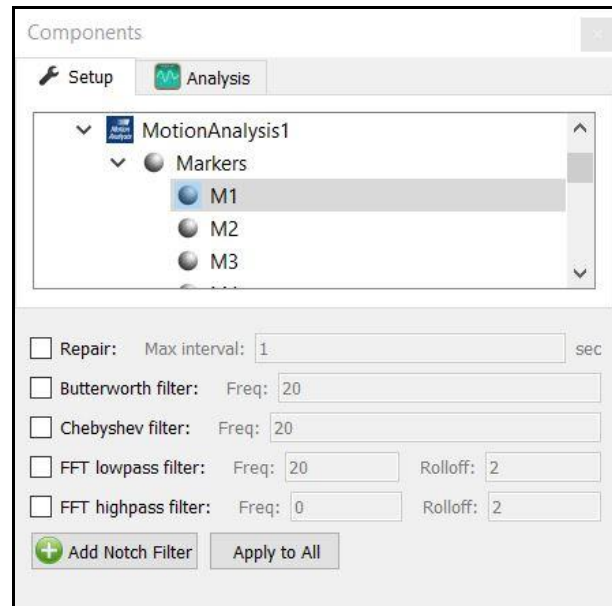 Components
Setup Analysis
MotionAnalysis1
Markers
M1
M2
M3
Repair: Max interval: 1 sec
Butterworth filter: Freq: 20
Chebyshev filter: Freq: 20
FFT lowpass filter: Freq: 20 Rolloff: 2
FFT highpass filter: Freq: 0 Rolloff: 2
Add Notch Filter Apply to All